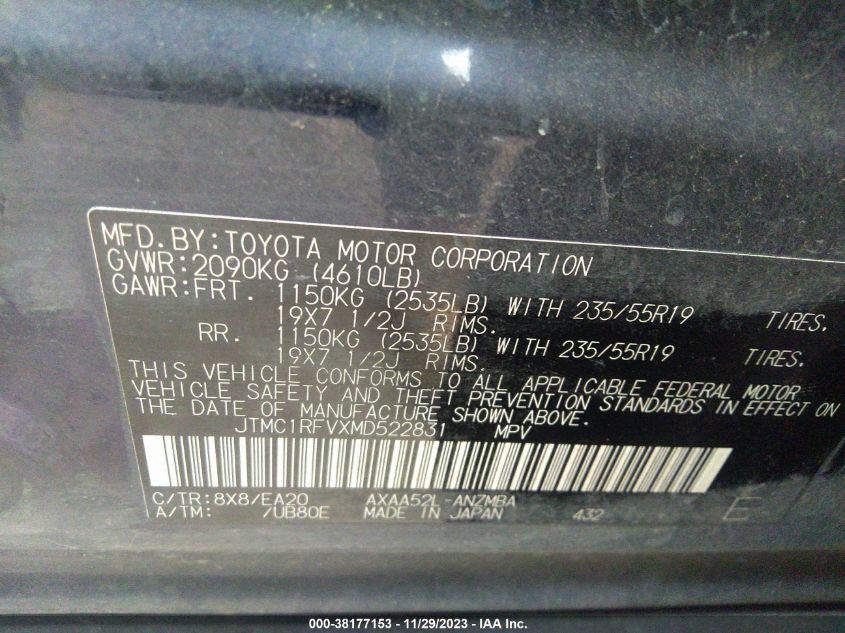 MFD.BY:TOYOTA MOTOR CORPORATION
GVWR:2090KG (4610LB)
GAWR:FRT. 1150KG (2535LB) WITH 235/55R19 TIRES.
19X7 1/2J RIMS.
RR. 1150KG (2535LB) WITH 235/55R19 TIRES.
19X7 1/2J RIMS.
THIS VEHICLE CONFORMS TO ALL APPLICABLE FEDERAL MOTOR
VEHICLE SAFETY AND THEFT PREVENTION STANDARDS IN EFFECT ON
THE DATE OF MANUFACTURE SHOWN ABOVE.
JTMC1RFVXMD522831 MPV
C/TR:8X8/EA20 AXAA52L-ANZMBA
A/TM: /UB80E MADE IN JAPAN 432 E
000-38177153 - 11/29/2023 - IAA Inc.